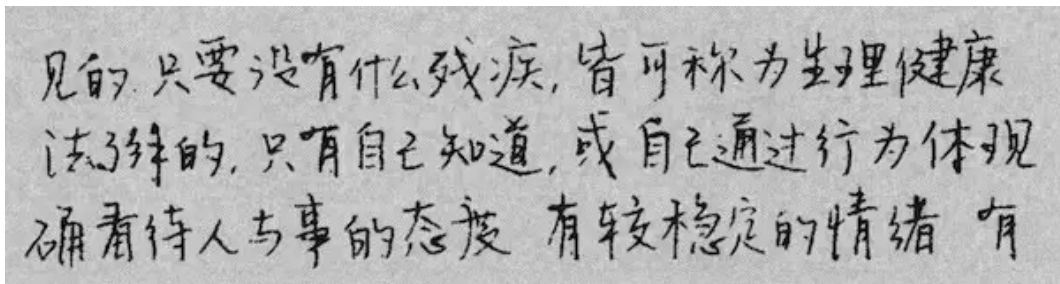 见的.只要没有什么残疾,皆可称为生理健康
法了解的,只有自己知道,或自己通过行为体现
确看待人与事的态度 有较稳定的情绪 有